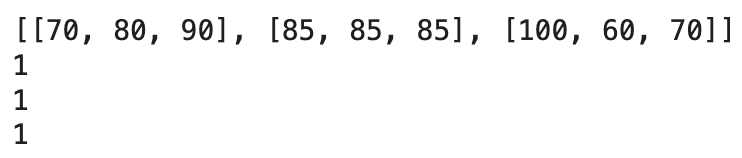 [[70, 80, 90], [85, 85, 85], [100, 60, 70]]
1
1
1